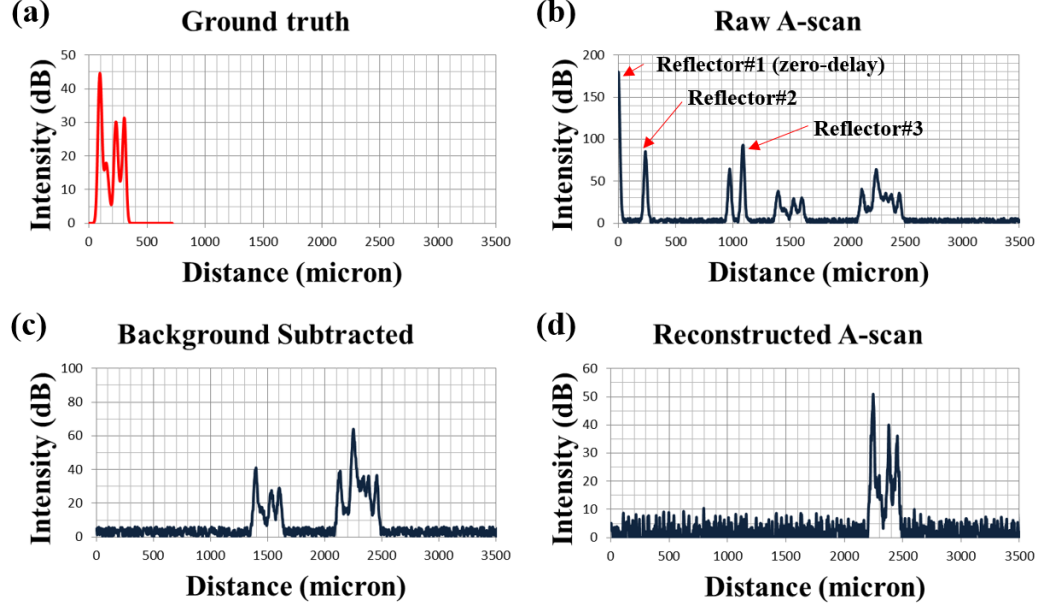 (a)
Ground truth
Intensity (dB)
50
40
30
20
10
0
0 500 1000 1500 2000 2500 3000 3500
Distance (micron)
(b)
Raw A-scan
Intensity (dB)
200
150
100
50
0
Reflector#1 (zero-delay)
Reflector#2
Reflector#3
0 500 1000 1500 2000 2500 3000 3500
Distance (micron)
(c)
Background Subtracted
Intensity (dB)
100
80
60
40
20
0
0 500 1000 1500 2000 2500 3000 3500
Distance (micron)
(d)
Reconstructed A-scan
Intensity (dB)
60
50
40
30
20
10
0
0 500 1000 1500 2000 2500 3000 3500
Distance (micron)